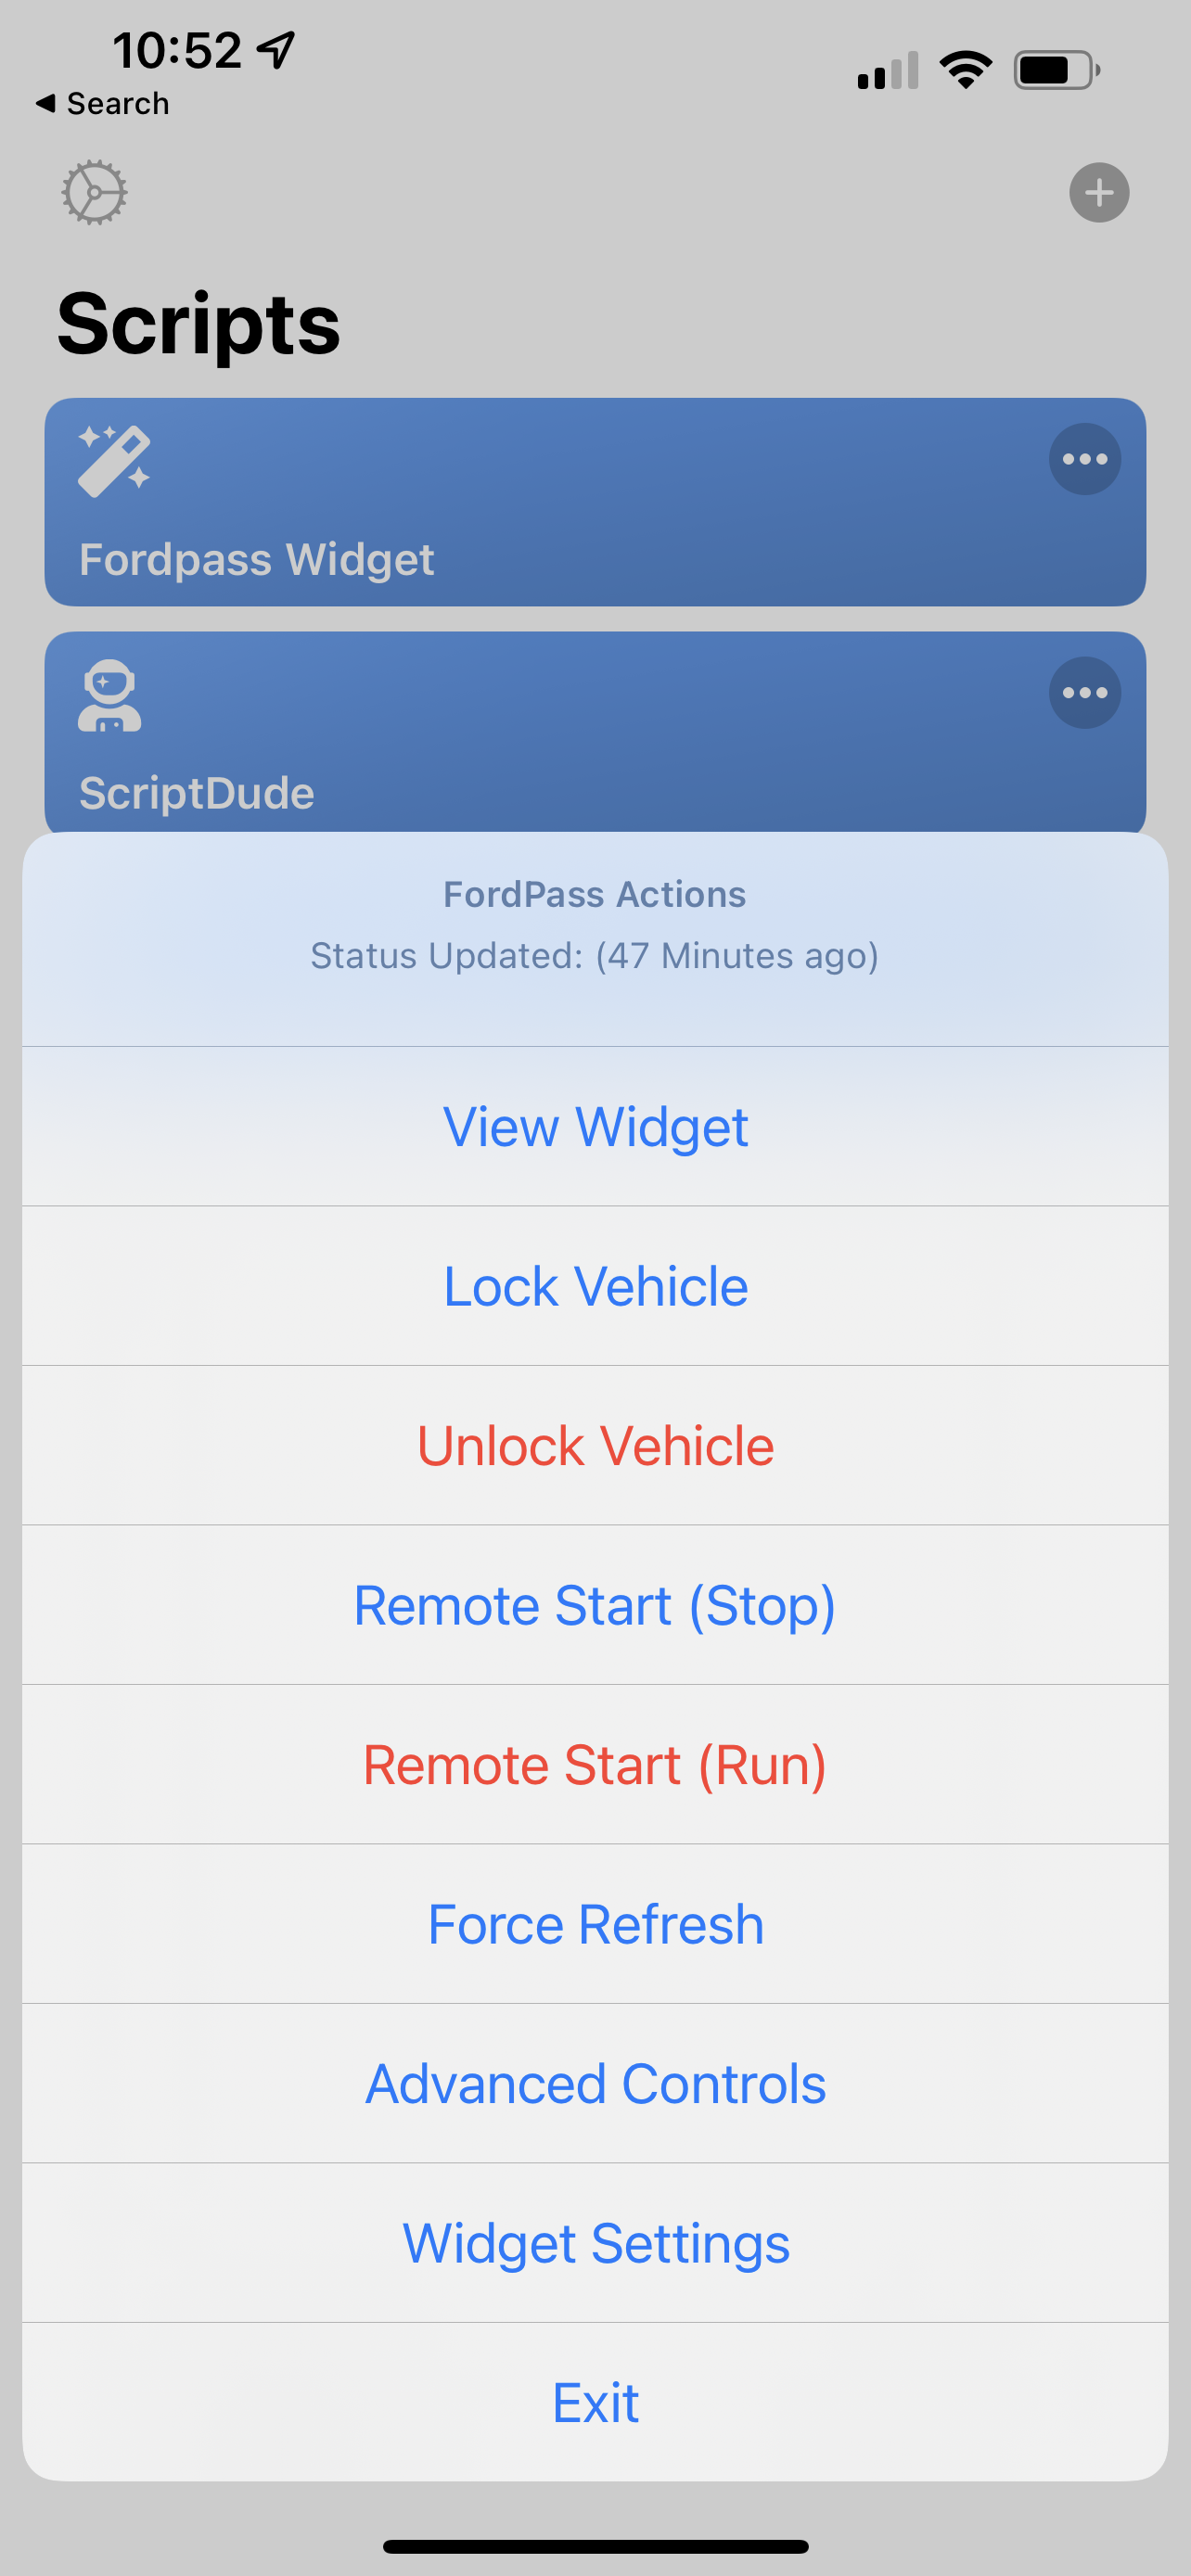 10:52
Search
Scripts
Fordpass Widget
ScriptDude
FordPass Actions
Status Updated: (47 Minutes ago)
View Widget
Lock Vehicle
Unlock Vehicle
Remote Start (Stop)
Remote Start (Run)
Force Refresh
Advanced Controls
Widget Settings
Exit